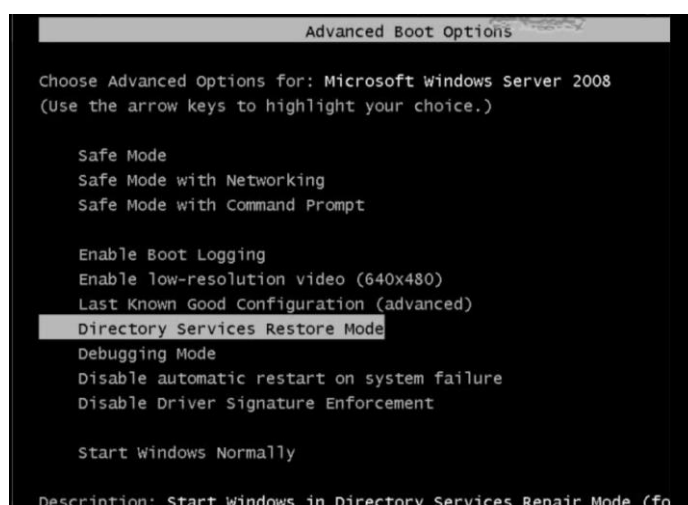 Advanced Boot Options
Choose Advanced Options for: Microsoft Windows Server 2008
(Use the arrow keys to highlight your choice.)
Safe Mode
Safe Mode with Networking
Safe Mode with Command Prompt
Enable Boot Logging
Enable low-resolution video (640x480)
Last Known Good Configuration (advanced)
Directory Services Restore Mode
Debugging Mode
Disable automatic restart on system failure
Disable Driver Signature Enforcement
Start Windows Normally
Description: Start Windows in Directory Services Repair Mode (fo